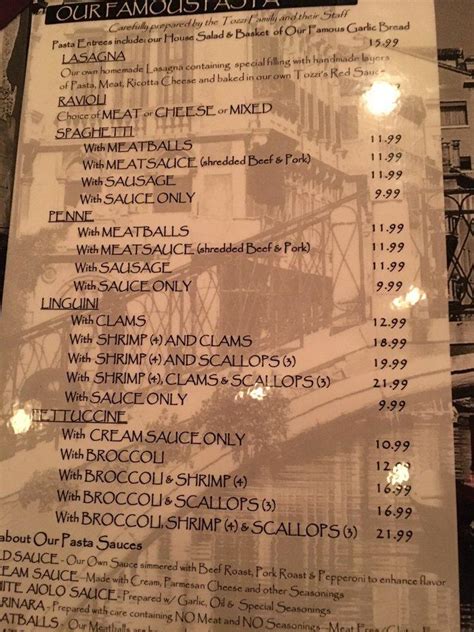 OUR FAMOUS PASTA
Carefully prepared by the Tozzi Family and their Staff
Pasta Entrees include: our House Salad & Basket of Our Famous Garlic Bread
LASAGNA 15.99
Our own homemade Lasagna containing special filling with handmade layers
of Pasta, Meat, Ricotta Cheese and baked in our own Tozzi's Red Sauce
RAVIOLI
Choice of MEAT or CHEESE or MIXED
SPAGHETTI
With MEATBALLS 11.99
With MEATSAUCE (shredded Beef & Pork) 11.99
With SAUSAGE 11.99
With SAUCE ONLY 9.99
PENNE
With MEATBALLS 11.99
With MEATSAUCE (shredded Beef & Pork) 11.99
With SAUSAGE 11.99
With SAUCE ONLY 9.99
LINGUINI
With CLAMS 12.99
With SHRIMP (4) AND CLAMS 18.99
With SHRIMP (4) AND SCALLOPS (3) 19.99
With SHRIMP (4), CLAMS & SCALLOPS (3) 21.99
With SAUCE ONLY 9.99
FETTUCCINE
With CREAM SAUCE ONLY 10.99
With BROCCOLI
With BROCCOLI & SHRIMP (4) 16.99
With BROCCOLI & SCALLOPS (3) 16.99
With BROCCOLI, SHRIMP (4) & SCALLOPS (3) 21.99
about Our Pasta Sauces
D SAUCE - Our Own Sauce simmered with Beef Roast, Pork Roast & Pepperoni to enhance flavor
EAM SAUCE - Made with Cream, Parmesan Cheese and other Seasonings
ITE AIOLO SAUCE - Prepared w/ Garlic, Oil & Special Seasonings
ARINARA - Prepared with care containing NO Meat and NO Seasonings - Meat Free/
ATBALLS - Our Meatballs are